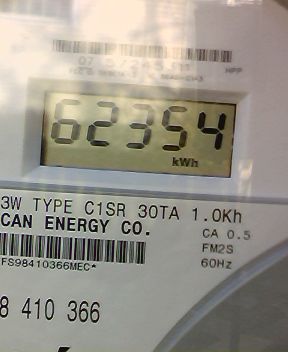 HPP
62354
kWh
3W TYPE C1SR 30TA 1.0Kh
CAN ENERGY CO.
CA 0.5
FM2S
FS98410366MEC*
60Hz
8 410 366